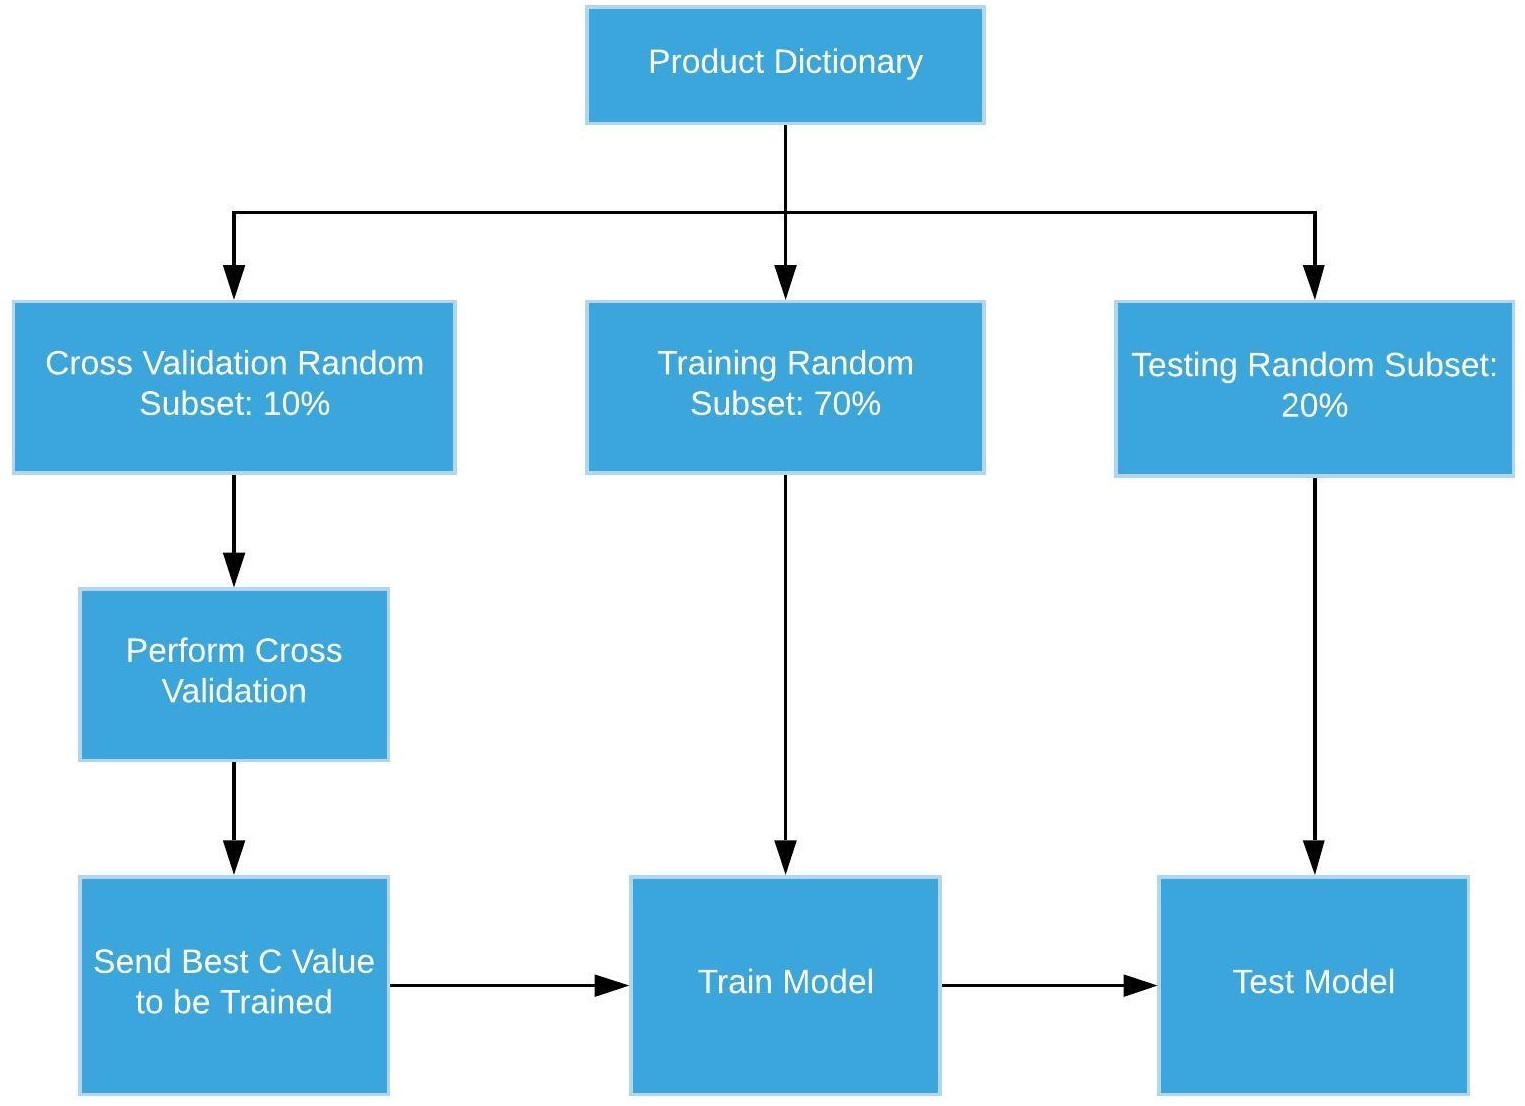 Product Dictionary
Cross Validation Random
Subset: 10%
Training Random
Subset: 70%
Testing Random Subset:
20%
Perform Cross
Validation
Send Best C Value
to be Trained
Train Model
Test Model